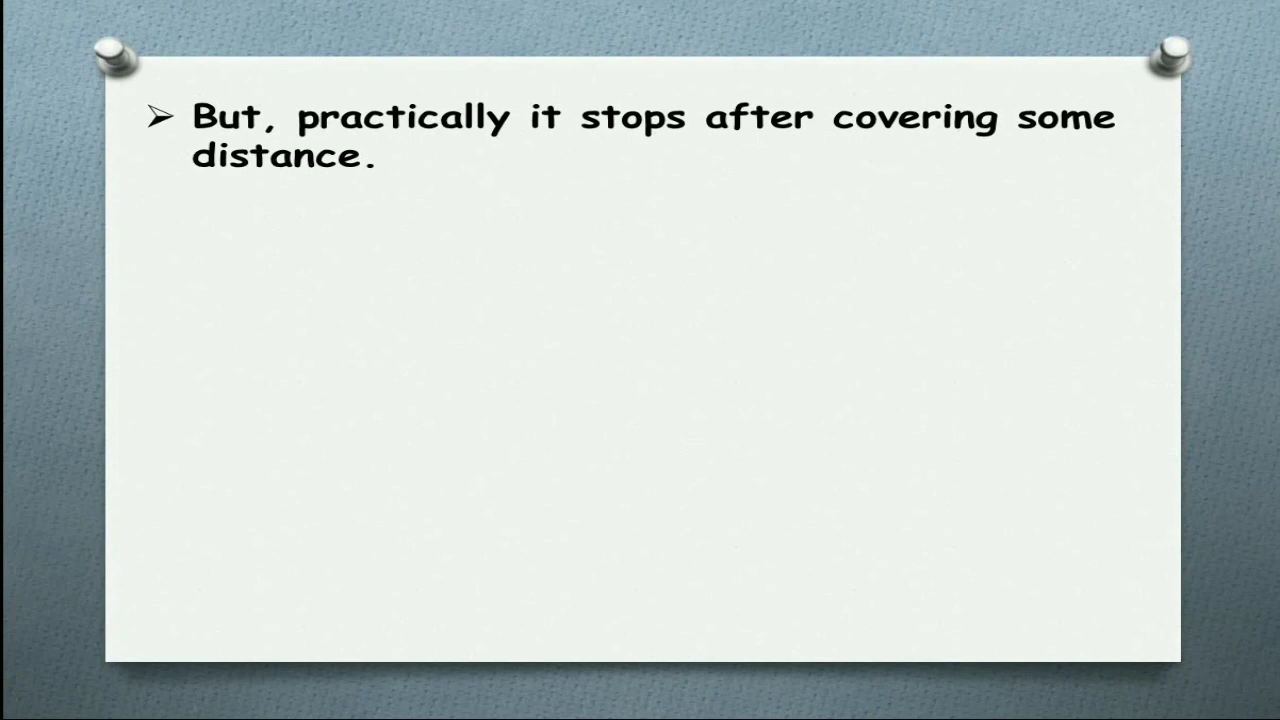 ➢ But, practically it stops after covering some
distance.